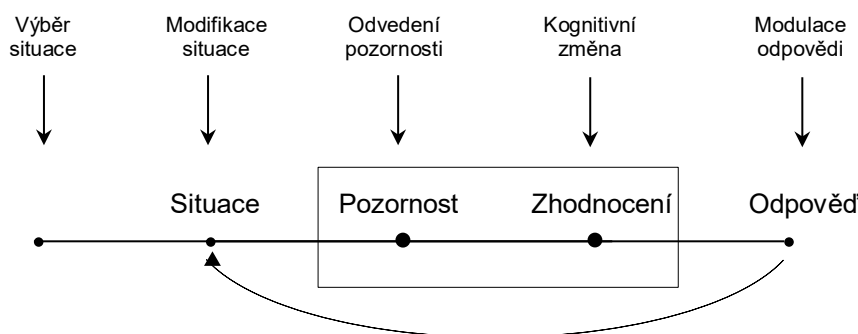 Výběr
situace
Modifikace
situace
Odvedení
pozornosti
Kognitivní
změna
Modulace
odpovědi
Situace
Pozornost
Zhodnocení
Odpověď